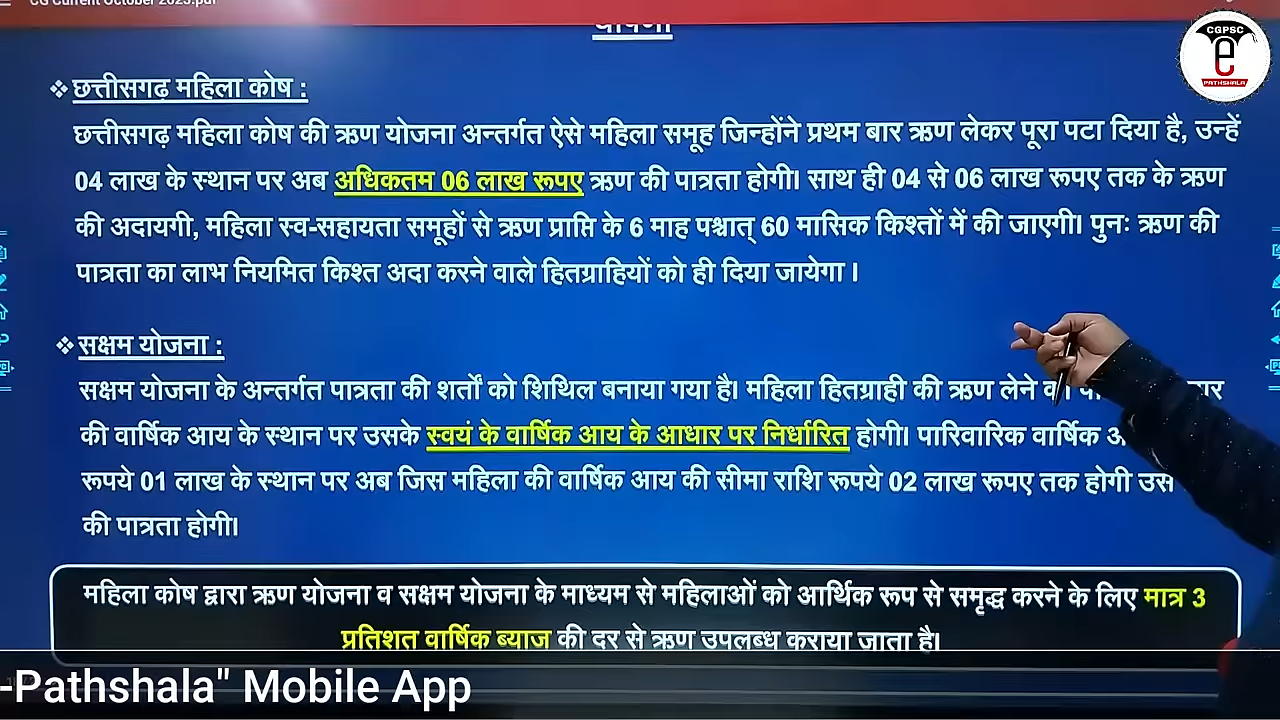 CG Current October 2023.pdf
घोषणा
CGPSC
e
PATHSHALA
❖ छत्तीसगढ़ महिला कोष :
छत्तीसगढ़ महिला कोष की ऋण योजना अन्तर्गत ऐसे महिला समूह जिन्होंने प्रथम बार ऋण लेकर पूरा पटा दिया है, उन्हें
04 लाख के स्थान पर अब अधिकतम 06 लाख रूपए ऋण की पात्रता होगी। साथ ही 04 से 06 लाख रूपए तक के ऋण
की अदायगी, महिला स्व-सहायता समूहों से ऋण प्राप्ति के 6 माह पश्चात् 60 मासिक किश्तों में की जाएगी। पुनः ऋण की
पात्रता का लाभ नियमित किश्त अदा करने वाले हितग्राहियों को ही दिया जायेगा ।
❖ सक्षम योजना :
सक्षम योजना के अन्तर्गत पात्रता की शर्तों को शिथिल बनाया गया है। महिला हितग्राही की ऋण लेने
की वार्षिक आय के स्थान पर उसके स्वयं के वार्षिक आय के आधार पर निर्धारित होगी। पारिवारिक वार्षिक
रूपये 01 लाख के स्थान पर अब जिस महिला की वार्षिक आय की सीमा राशि रूपये 02 लाख रूपए तक होगी उस
की पात्रता होगी।
महिला कोष द्वारा ऋण योजना व सक्षम योजना के माध्यम से महिलाओं को आर्थिक रूप से समृद्ध करने के लिए मात्र 3
प्रतिशत वार्षिक ब्याज की दर से ऋण उपलब्ध कराया जाता है।
-Pathshala" Mobile App